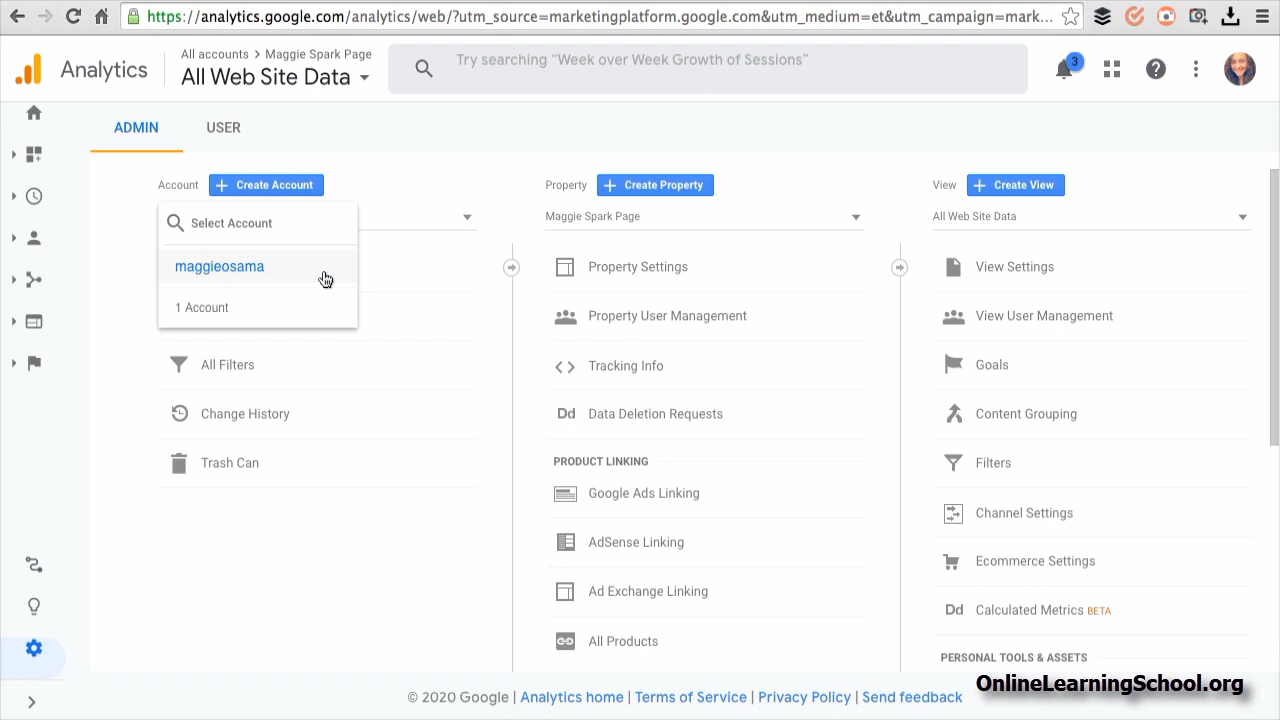 https://analytics.google.com/analytics/web/?utm_source=marketingplatform.google.com&utm_medium=et&utm_campaign=mark...
Analytics
All accounts > Maggie Spark Page
All Web Site Data
Try searching "Week over Week Growth of Sessions"
3
ADMIN
USER
Account
+ Create Account
Select Account
maggieosama
1 Account
All Filters
Change History
Trash Can
Property
+ Create Property
Maggie Spark Page
Property Settings
Property User Management
Tracking Info
Dd Data Deletion Requests
PRODUCT LINKING
Google Ads Linking
AdSense Linking
Ad Exchange Linking
All Products
View
+ Create View
All Web Site Data
View Settings
View User Management
Goals
Content Grouping
Filters
Channel Settings
Ecommerce Settings
Dd Calculated Metrics BETA
PERSONAL TOOLS & ASSETS
© 2020 Google | Analytics home | Terms of Service | Privacy Policy | Send feedback
OnlineLearningSchool.org